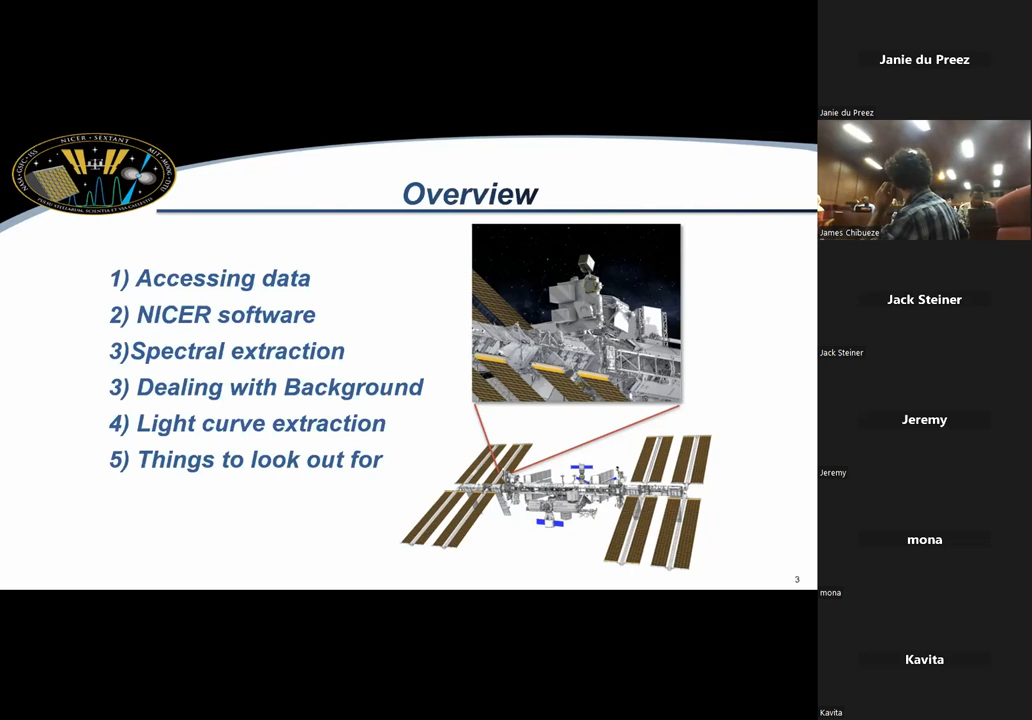 NICER • SEXTANT
Overview
1) Accessing data
2) NICER software
3)Spectral extraction
3) Dealing with Background
4) Light curve extraction
5) Things to look out for
3
Janie du Preez
Janie du Preez
James Chibueze
Jack Steiner
Jack Steiner
Jeremy
Jeremy
mona
mona
Kavita
Kavita